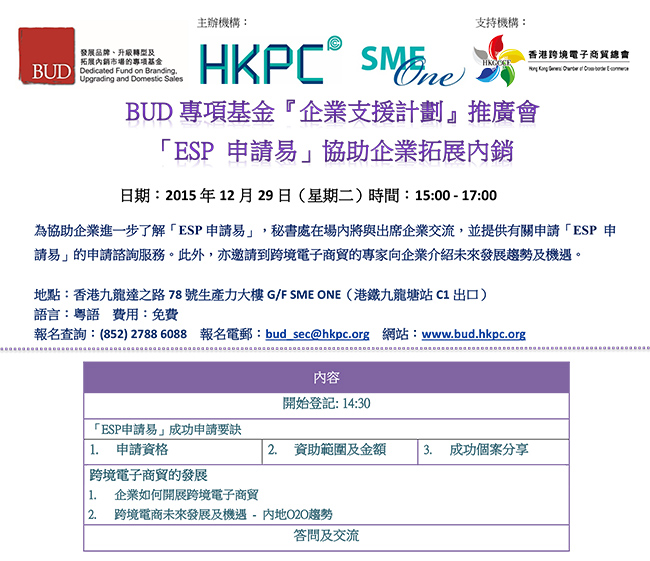 主辦機構：
支持機構：
BUD
發展品牌、升級轉型及
拓展內銷市場的專項基金
Dedicated Fund on Branding,
Upgrading and Domestic Sales
HKPC
SME One
HKGCCE
香港跨境電子商貿總會
Hong Kong General Chamber of Cross-border E-commerce
BUD 專項基金『企業支援計劃』推廣會
「ESP 申請易」協助企業拓展內銷
日期：2015 年 12 月 29 日（星期二）時間：15:00 - 17:00
為協助企業進一步了解「ESP 申請易」，秘書處在場內將與出席企業交流，並提供有關申請「ESP 申
請易」的申請諮詢服務。此外，亦邀請到跨境電子商貿的專家向企業介紹未來發展趨勢及機遇。
地點：香港九龍達之路 78 號生產力大樓 G/F SME ONE（港鐵九龍塘站 C1 出口）
語言：粵語 費用：免費
報名查詢：(852) 2788 6088 報名電郵：bud_sec@hkpc.org 網站：www.bud.hkpc.org
內容
開始登記: 14:30
「ESP申請易」成功申請要訣
1. 申請資格 2. 資助範圍及金額 3. 成功個案分享
跨境電子商貿的發展
1. 企業如何開展跨境電子商貿
2. 跨境電商未來發展及機遇 - 內地O2O趨勢
答問及交流